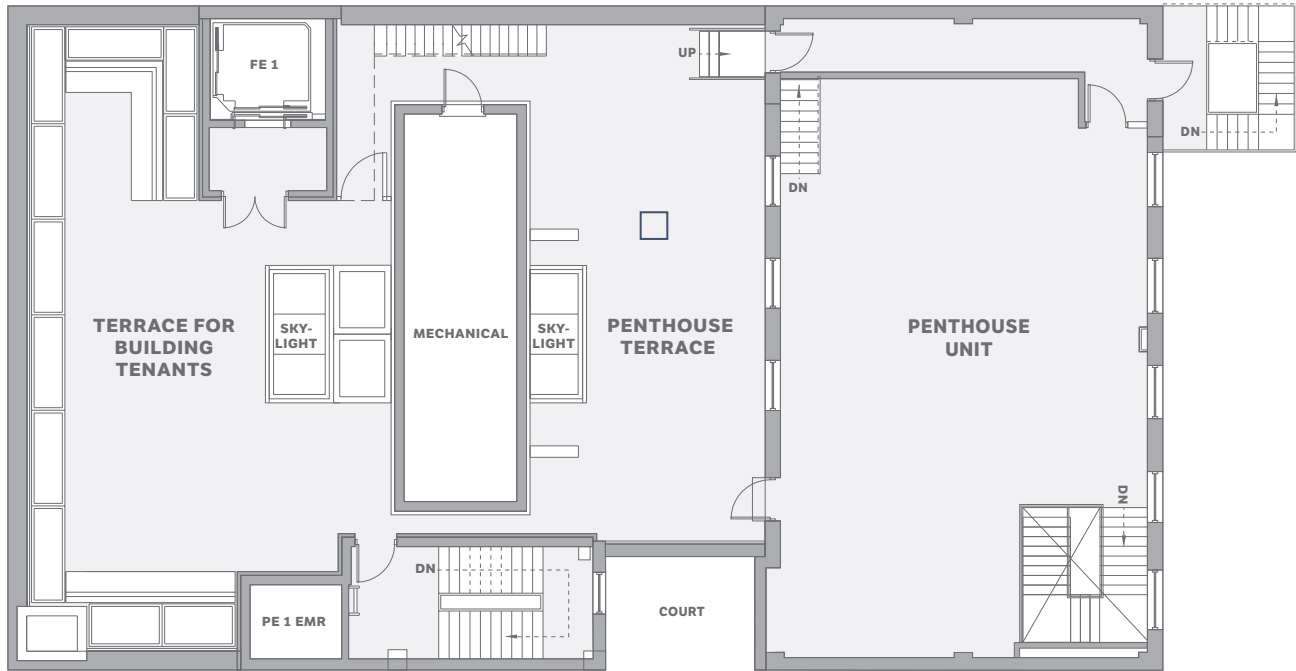 FE 1
UP
DN
DN
TERRACE FOR
BUILDING
TENANTS
SKY-
LIGHT
MECHANICAL
SKY-
LIGHT
PENTHOUSE
TERRACE
PENTHOUSE
UNIT
DN
DN
PE 1 EMR
COURT